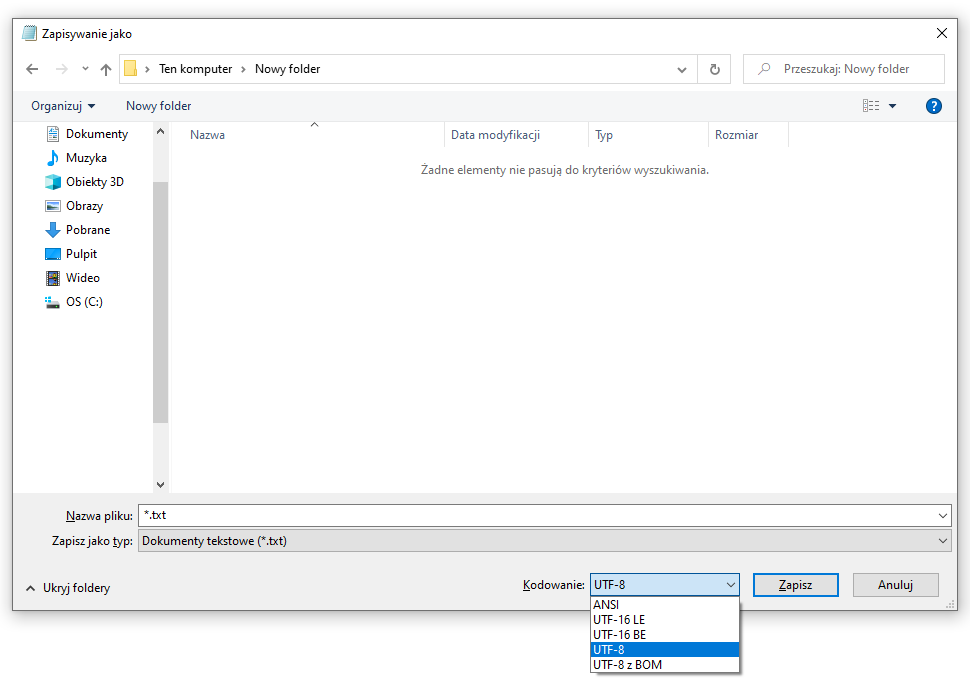 Zapisywanie jako
Ten komputer › Nowy folder
Przeszukaj: Nowy folder
Organizuj
Nowy folder
?
Dokumenty
Muzyka
Obiekty 3D
Obrazy
Pobrane
Pulpit
Wideo
OS (C:)
Nazwa Data modyfikacji Typ Rozmiar
Żadne elementy nie pasują do kryteriów wyszukiwania.
Nazwa pliku: *.txt
Zapisz jako typ: Dokumenty tekstowe (*.txt)
Ukryj foldery
Kodowanie: UTF-8
Zapisz
Anuluj
ANSI
UTF-16 LE
UTF-16 BE
UTF-8
UTF-8 z BOM